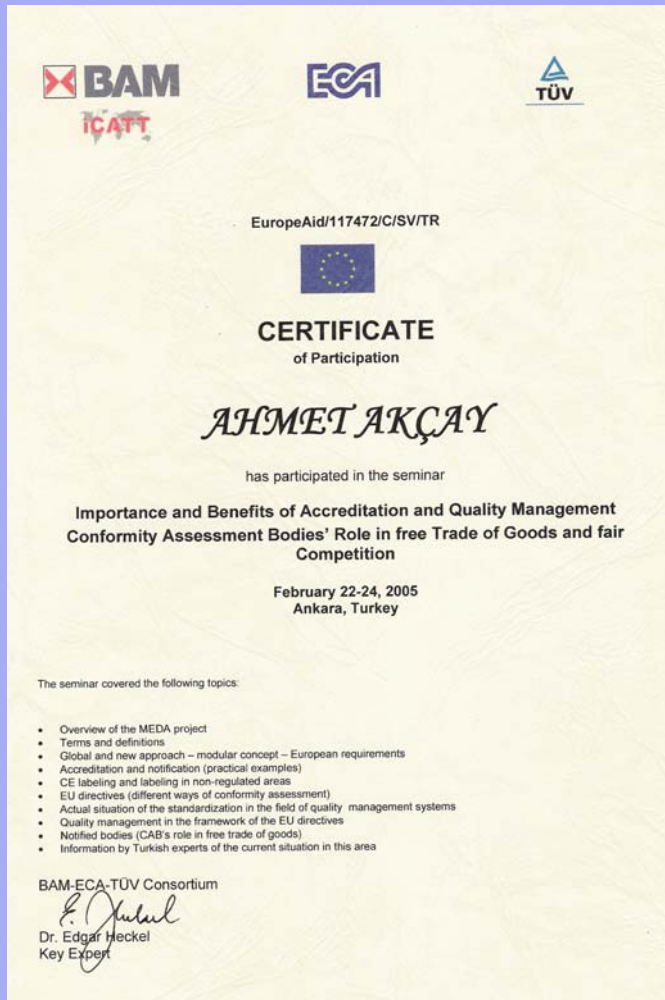 BAM
iCATT
ECA
TÜV
EuropeAid/117472/C/SV/TR
CERTIFICATE
of Participation
AHMET AKÇAY
has participated in the seminar
Importance and Benefits of Accreditation and Quality Management
Conformity Assessment Bodies' Role in free Trade of Goods and fair
Competition
February 22-24, 2005
Ankara, Turkey
The seminar covered the following topics:
• Overview of the MEDA project
• Terms and definitions
• Global and new approach – modular concept – European requirements
• Accreditation and notification (practical examples)
• CE labeling and labeling in non-regulated areas
• EU directives (different ways of conformity assessment)
• Actual situation of the standardization in the field of quality management systems
• Quality management in the framework of the EU directives
• Notified bodies (CAB's role in free trade of goods)
• Information by Turkish experts of the current situation in this area
BAM-ECA-TÜV Consortium
Dr. Edgar Heckel
Key Expert